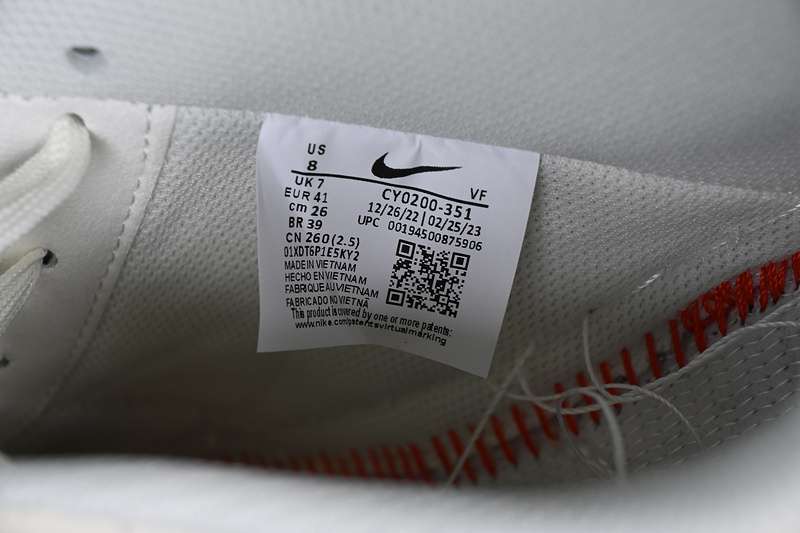 US
8
UK 7
EUR 41
cm 26
BR 39
CN 260 (2.5)
VF
CY0200-351
12/26/22 | 02/25/23
UPC 00194500875906
01XDT6P1E5KY2
MADE IN VIETNAM
HECHO EN VIETNAM
FABRIQUE AU VIETNAM
FABRICADO NO VIETNÃ
This product is covered by one or more patents:
www.nike.com/patentsvirtualmarking